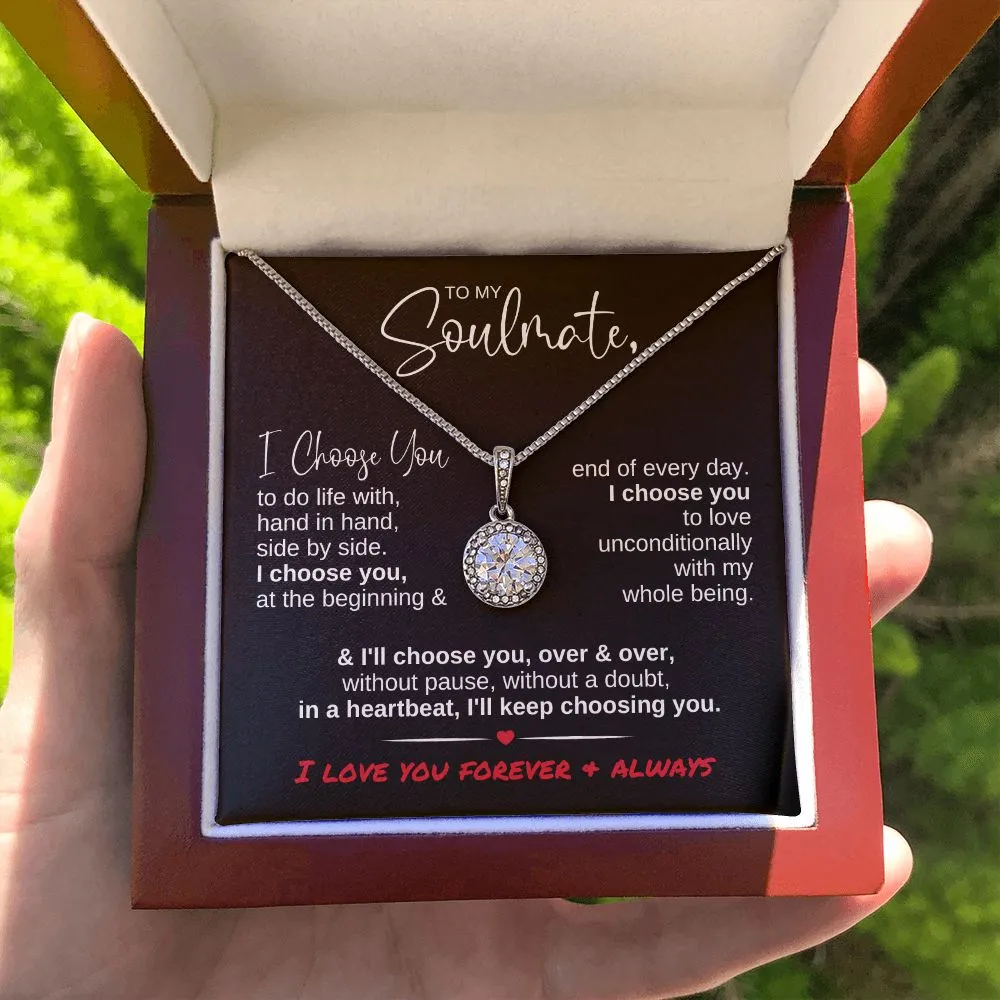 TO MY
Soulmate,
I Choose You
to do life with,
hand in hand,
side by side.
I choose you,
at the beginning &
end of every day.
I choose you
to love
unconditionally
with my
whole being.
& I'll choose you, over & over,
without pause, without a doubt,
in a heartbeat, I'll keep choosing you.
I LOVE YOU FOREVER + ALWAYS